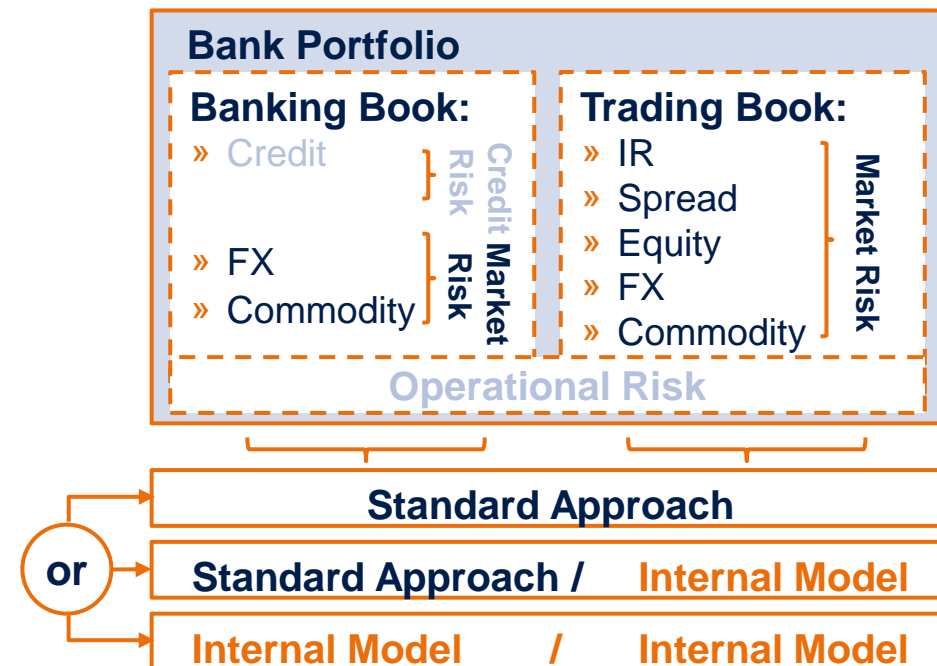 Bank Portfolio
Banking Book:
» Credit
Credit
Risk
» FX
» Commodity
Market
Risk
Trading Book:
» IR
» Spread
» Equity
» FX
» Commodity
Market Risk
Operational Risk
or
Standard Approach
Standard Approach / Internal Model
Internal Model / Internal Model